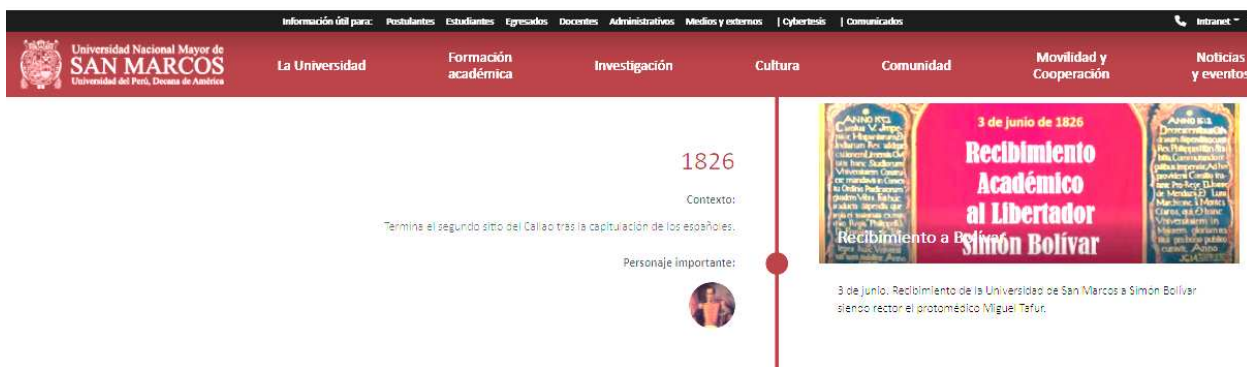 Información útil para: Postulantes Estudiantes Egresados Docentes Administrativos Medios y externos | Cybertesis | Comunicados Intranet
Universidad Nacional Mayor de
SAN MARCOS
Universidad del Perú, Decana de América
La Universidad
Formación
académica
Investigación
Cultura
Comunidad
Movilidad y
Cooperación
Noticias
y eventos
1826
Contexto:
Termina el segundo sitio del Callao tras la capitulación de los españoles.
Personaje importante:
3 de junio de 1826
Recibimiento
Académico
al Libertador
Simón Bolívar
Recibimiento a Bolívar
3 de junio. Recibimiento de la Universidad de San Marcos a Simon Bolívar
siendo rector el protomédico Miguel Tafur.